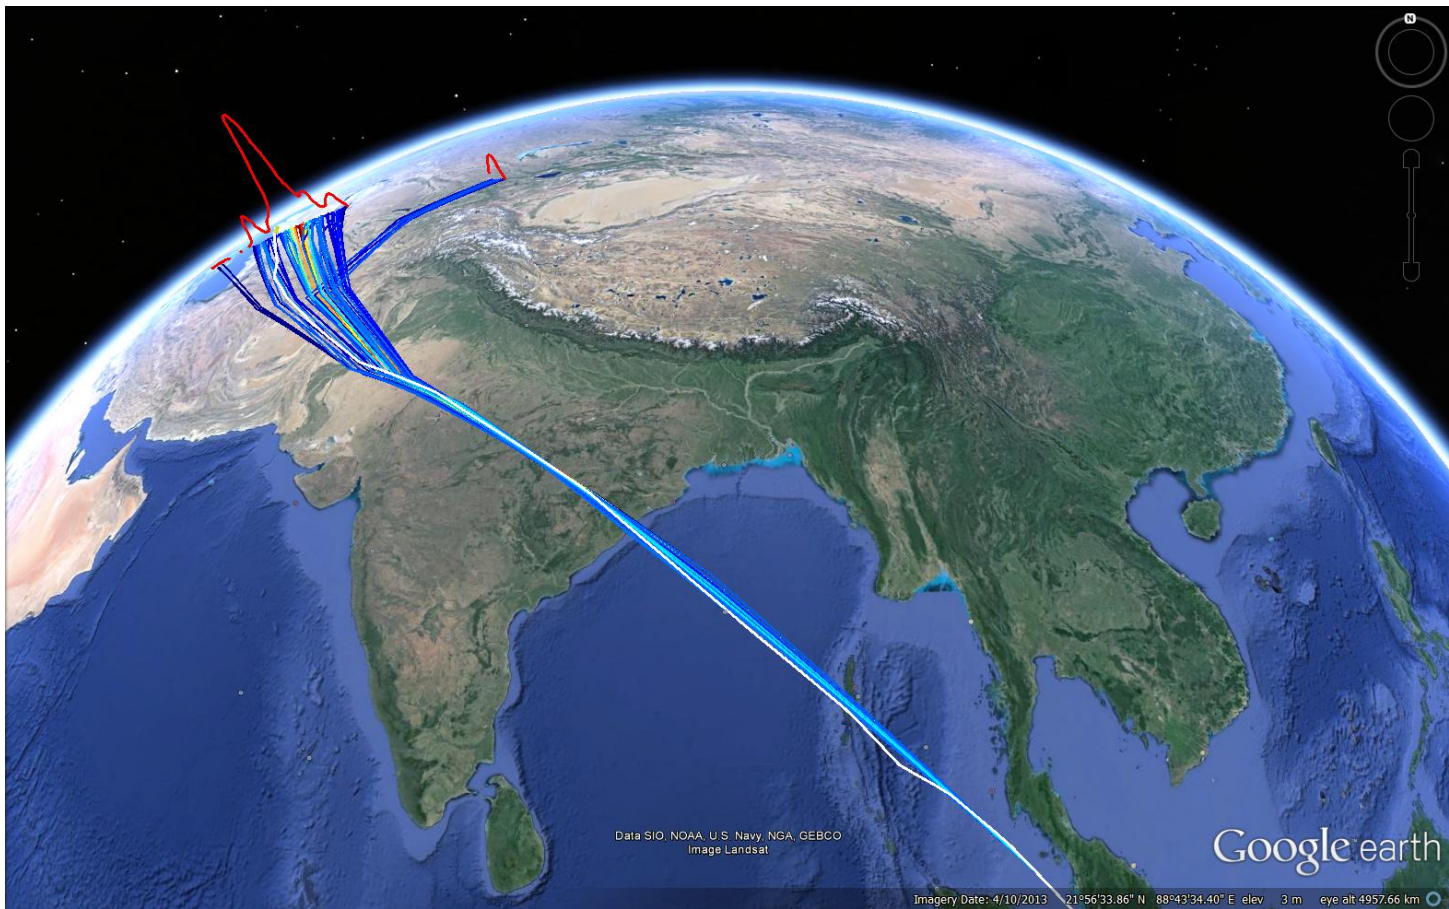 N
Data SIO, NOAA, U.S. Navy, NGA, GEBCO
Image Landsat
Google earth
Imagery Date: 4/10/2013 21°56'33.86" N 88°43'34.40" E elev 3 m eye alt 4957.66 km